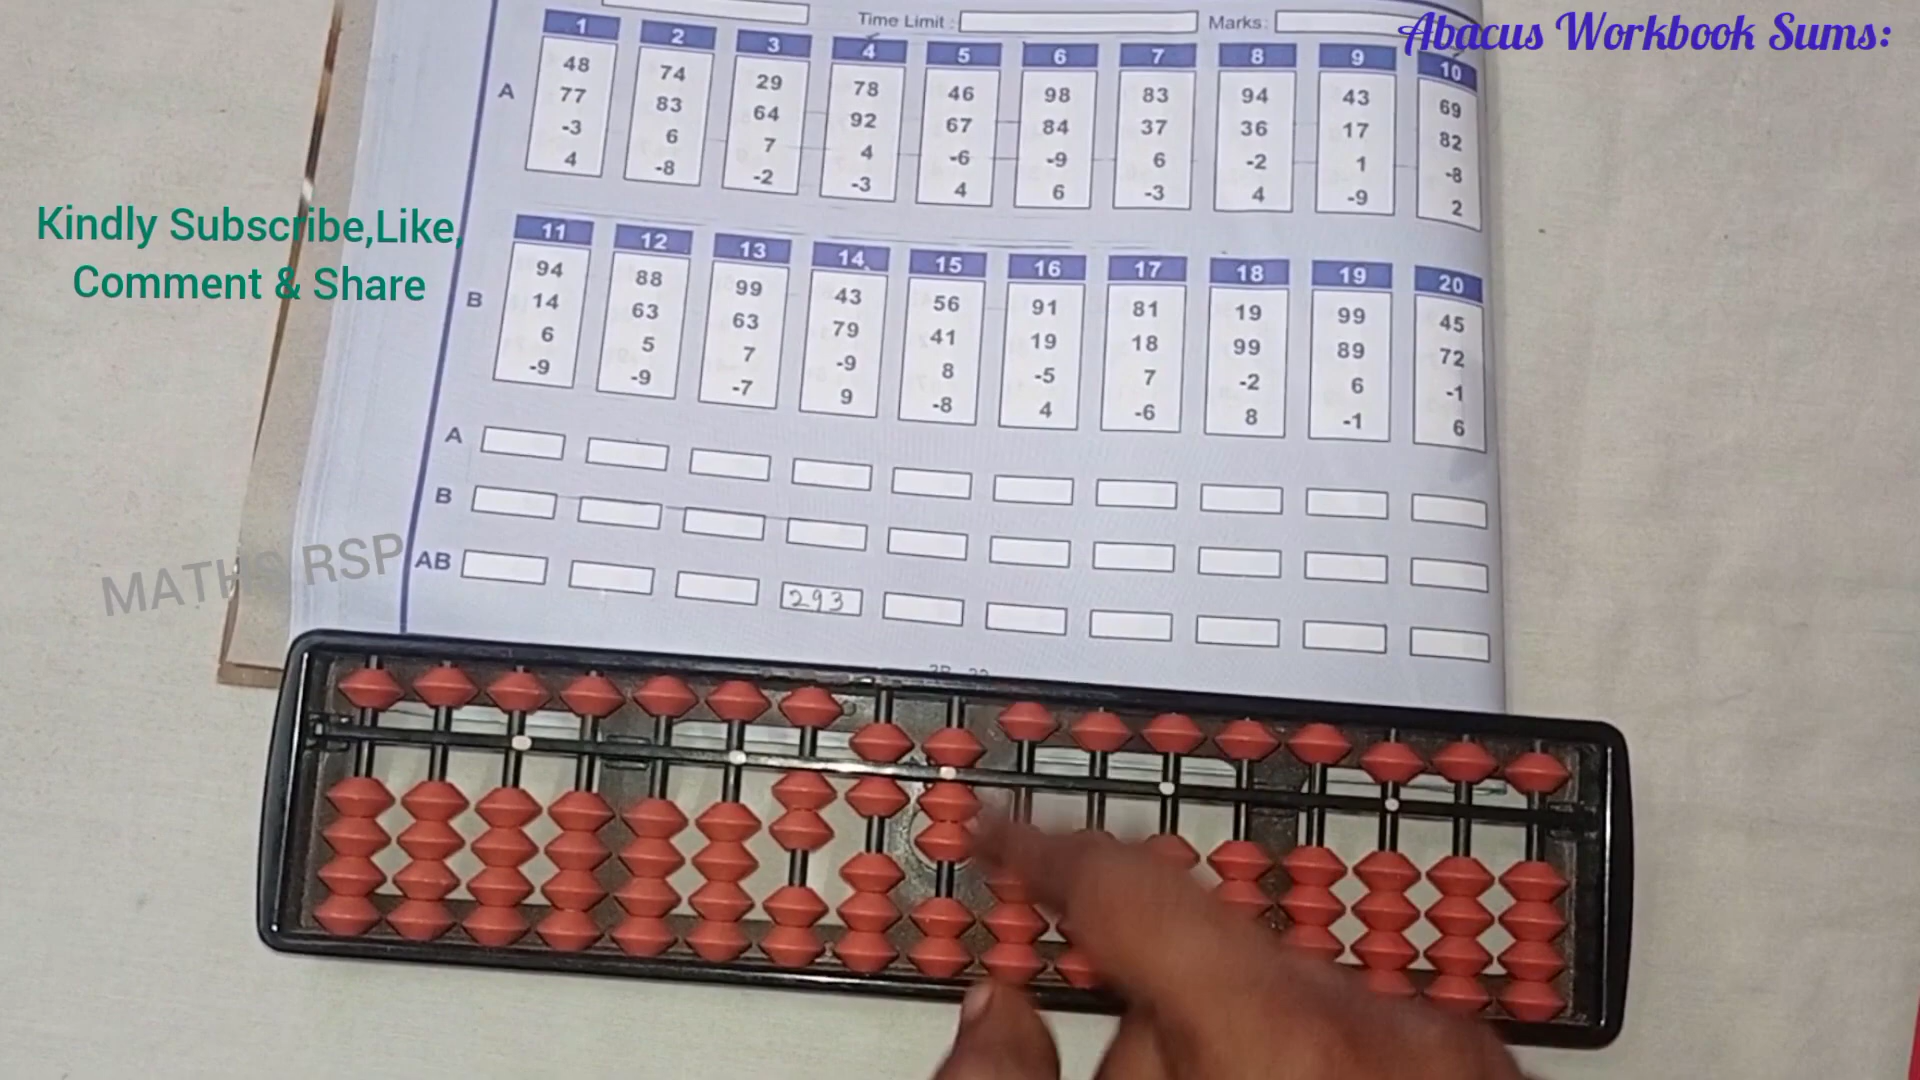 Abacus Workbook Sums:
Time Limit : Marks:
1 2 3 4 5 6 7 8 9 10
A 48 74 29 78 46 98 83 94 43 69
77 83 64 92 67 84 37 36 17 82
-3 6 7 4 -6 -9 6 -2 1 -8
4 -8 -2 -3 4 6 -3 4 -9 2
Kindly Subscribe,Like,
Comment & Share
11 12 13 14 15 16 17 18 19 20
B 94 88 99 43 56 91 81 19 99 45
14 63 63 79 41 19 18 99 89 72
6 5 7 -9 8 -5 7 -2 6 -1
-9 -9 -7 9 -8 4 -6 8 -1 6
A
B
AB 293
MATHS RSP